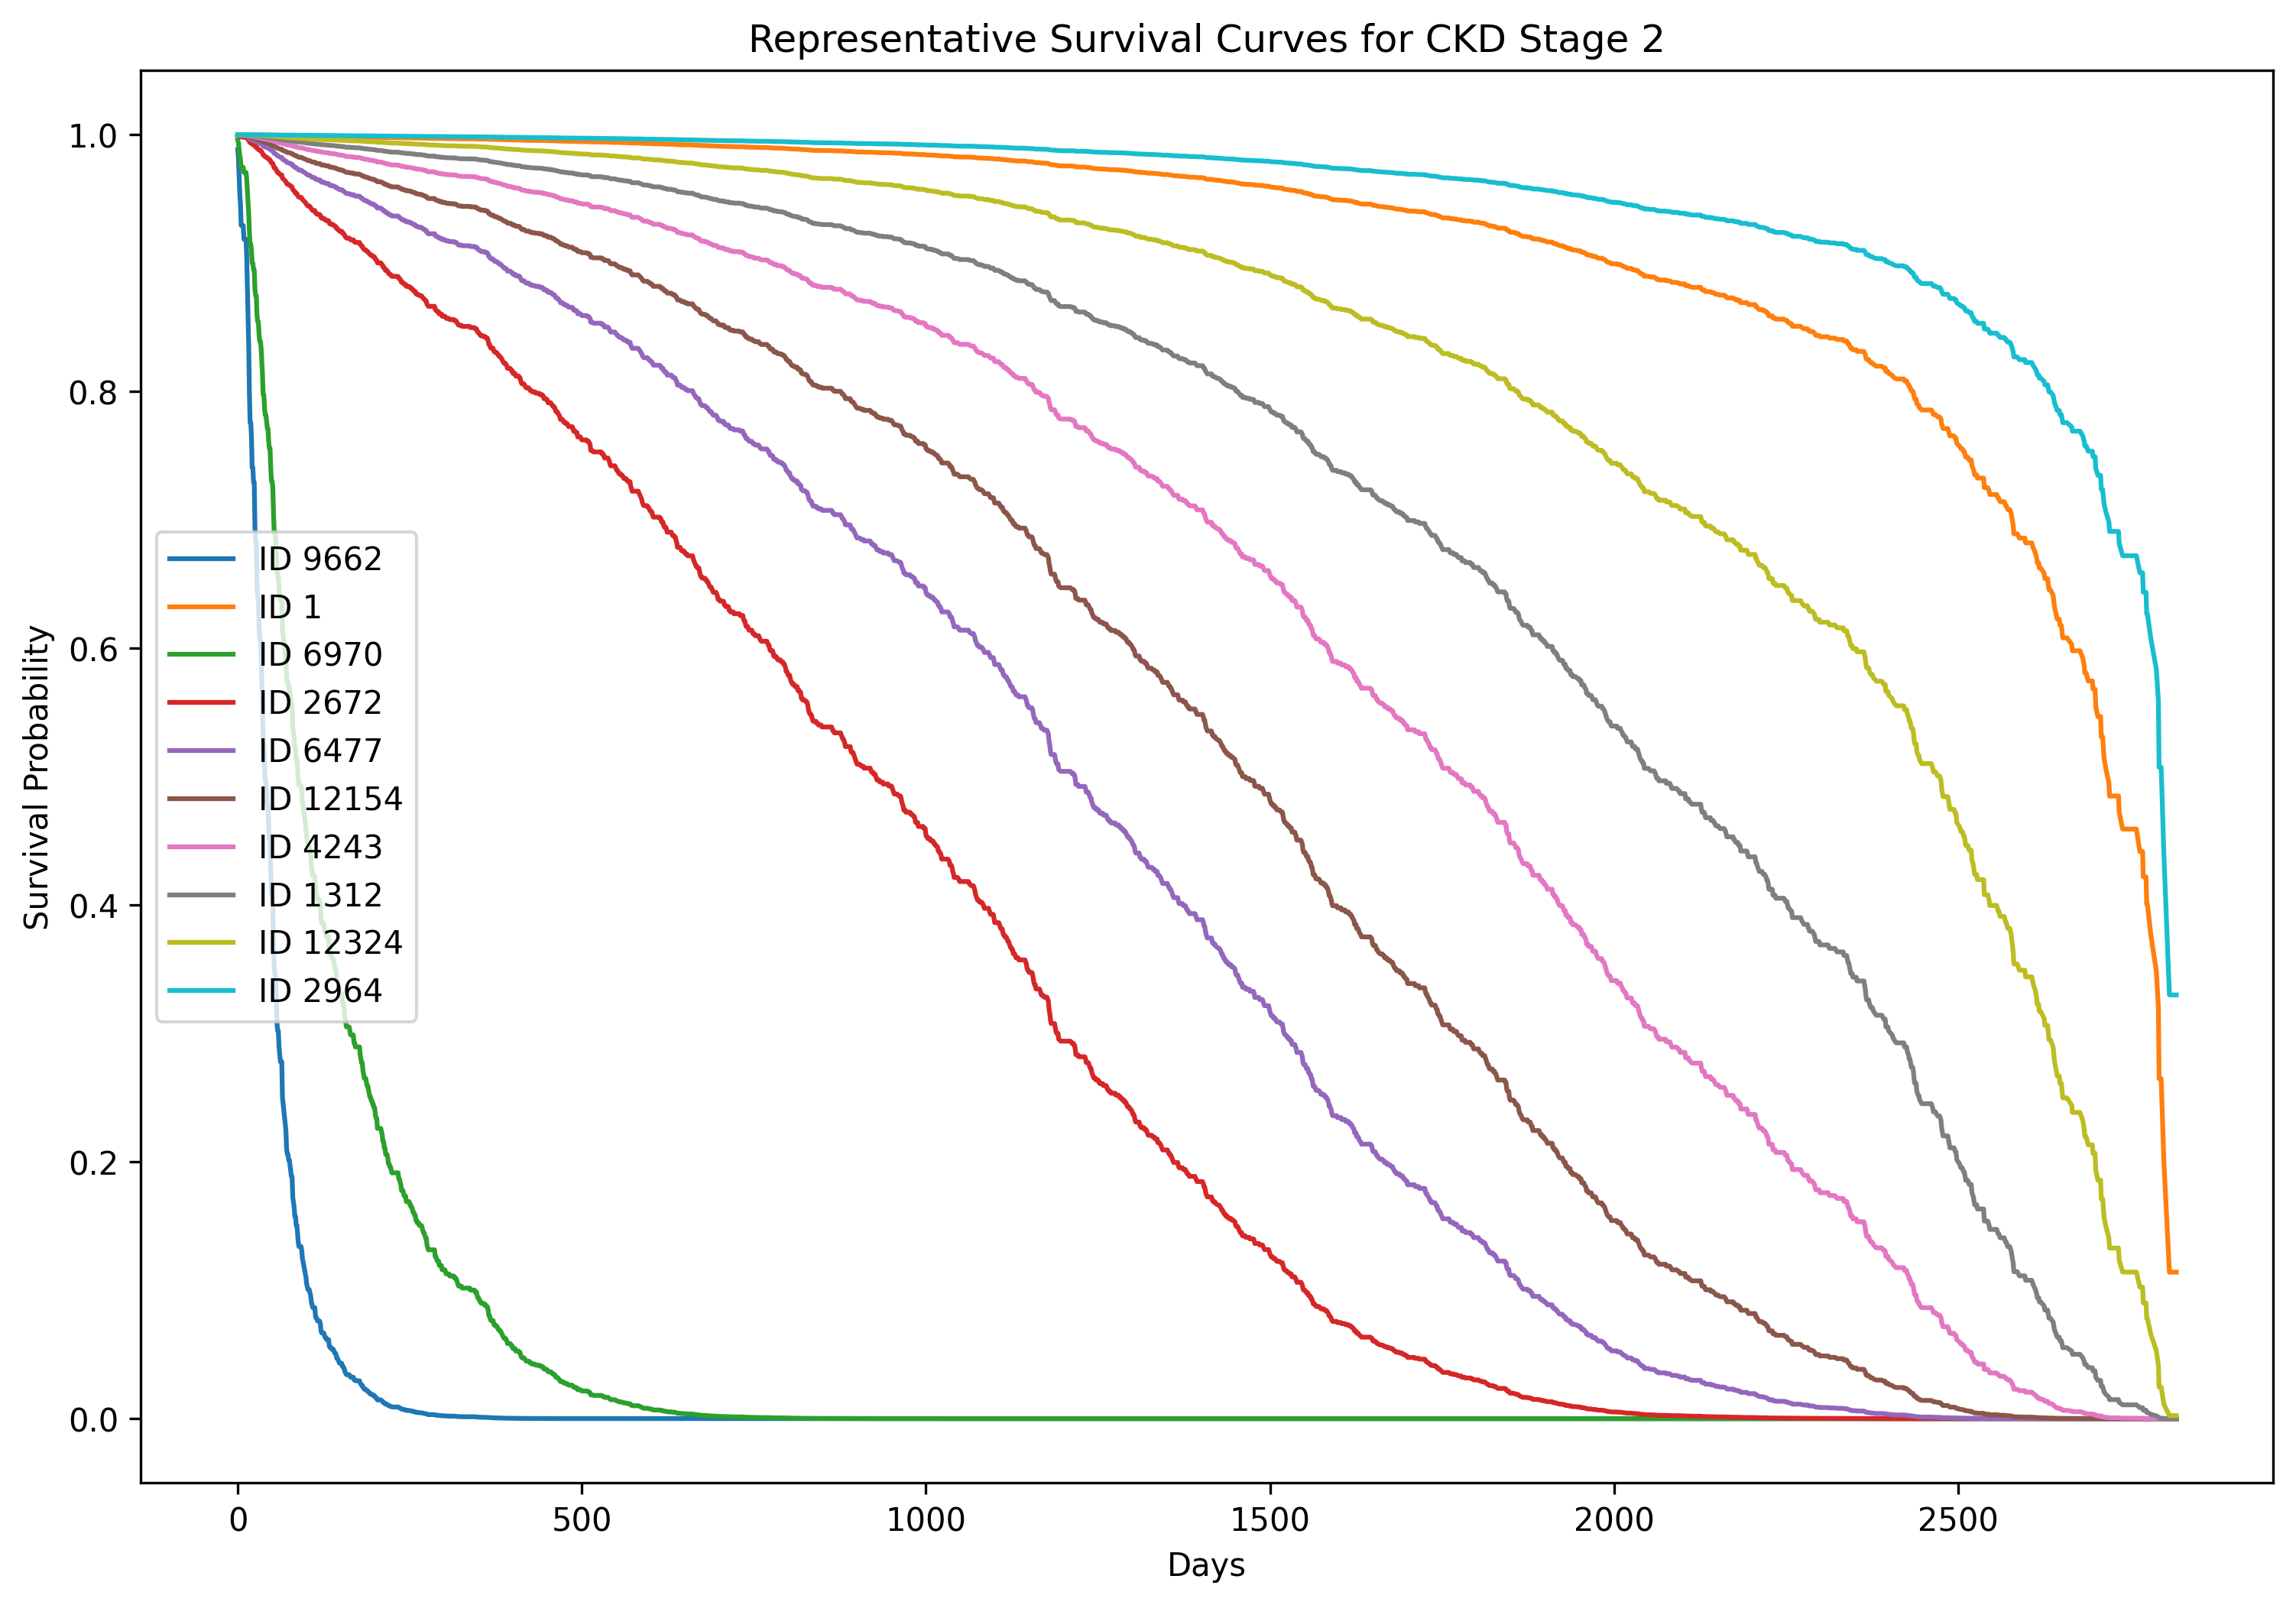 Representative Survival Curves for CKD Stage 2
Survival Probability
1.0
0.8
0.6
0.4
0.2
0.0
ID 9662
ID 1
ID 6970
ID 2672
ID 6477
ID 12154
ID 4243
ID 1312
ID 12324
ID 2964
0 500 1000 1500 2000 2500
Days